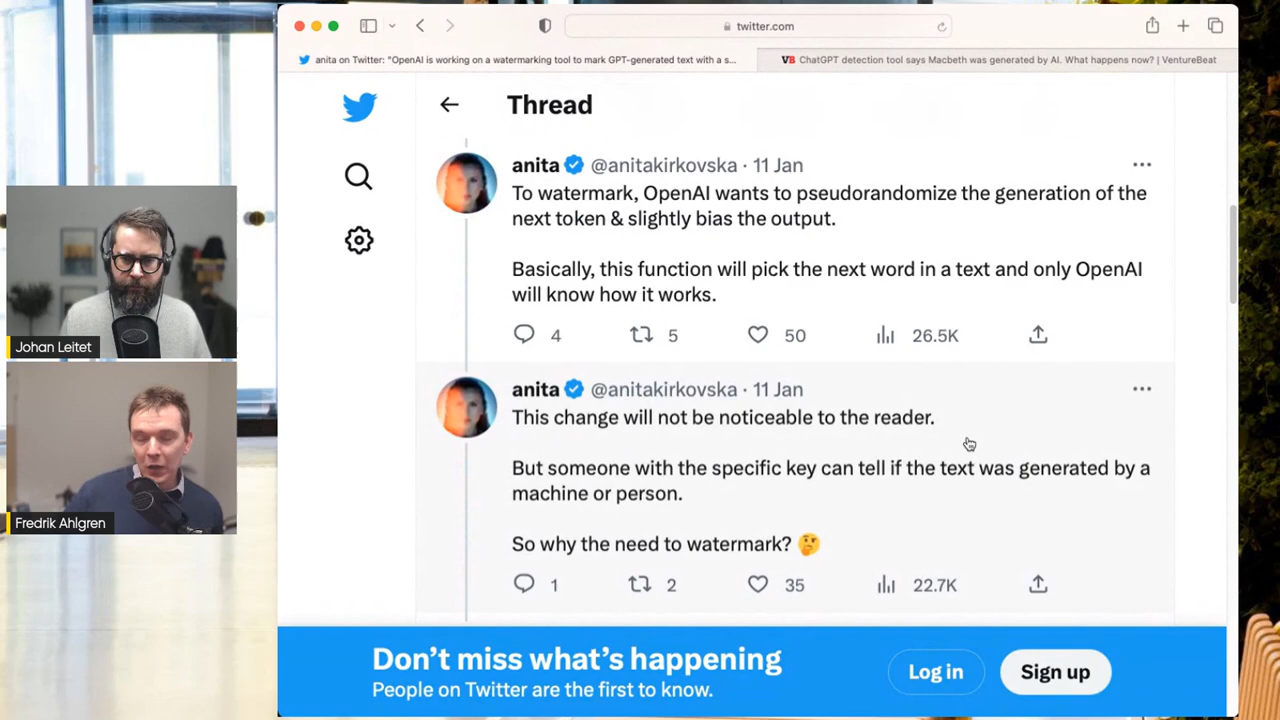 twitter.com
anita on Twitter: "OpenAI is working on a watermarking tool to mark GPT-generated text with a s...
VB ChatGPT detection tool says Macbeth was generated by AI. What happens now? | VentureBeat
Thread
anita @anitakirkovska · 11 Jan
To watermark, OpenAI wants to pseudorandomize the generation of the
next token & slightly bias the output.
Basically, this function will pick the next word in a text and only OpenAI
will know how it works.
4 5 50 26.5K
anita @anitakirkovska · 11 Jan
This change will not be noticeable to the reader.
But someone with the specific key can tell if the text was generated by a
machine or person.
So why the need to watermark? 🤔
1 2 35 22.7K
Don't miss what's happening
People on Twitter are the first to know.
Log in
Sign up
Johan Leitet
Fredrik Ahlgren